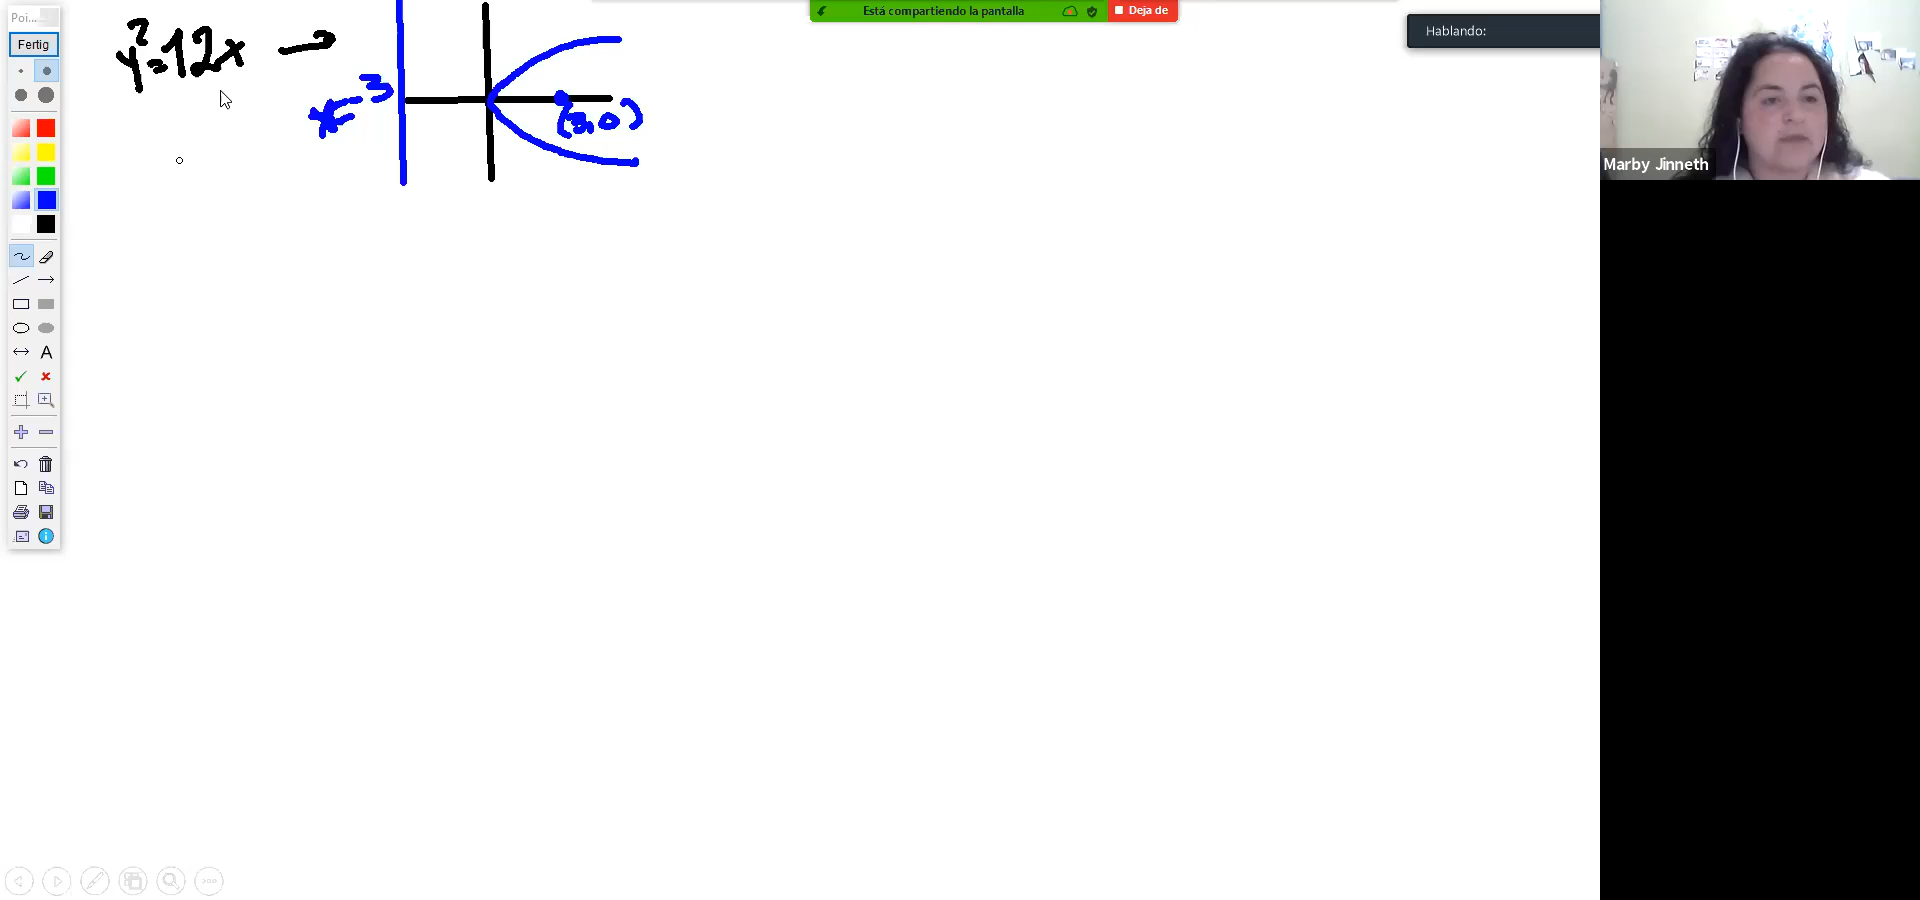 Está compartiendo la pantalla
Deja de
Hablando:
Poi...
Fertig
y²=12x →
x=-3
(3,0)
A
Marby Jinneth